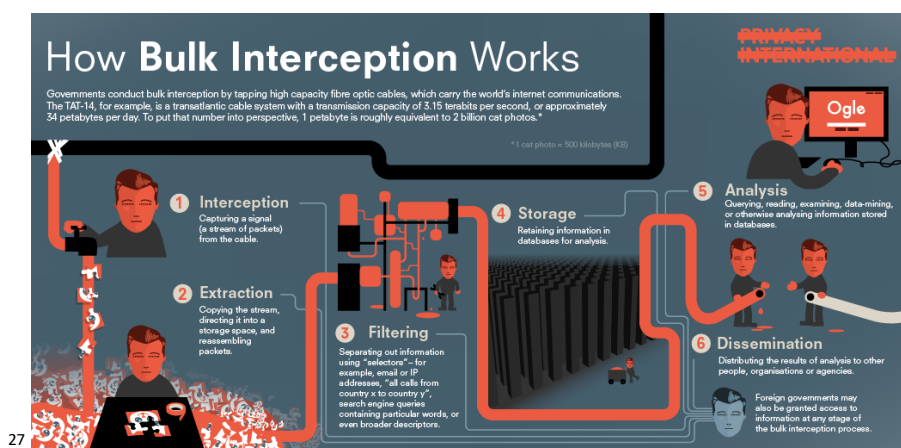 How Bulk Interception Works
PRIVACY
INTERNATIONAL
Governments conduct bulk interception by tapping high capacity fibre optic cables, which carry the world's internet communications.
The TAT-14, for example, is a transatlantic cable system with a transmission capacity of 3.15 terabits per second, or approximately
34 petabytes per day. To put that number into perspective, 1 petabyte is roughly equivalent to 2 billion cat photos.*
*1 cat photo = 500 kilobytes (KB)
Ogle
1 Interception
Capturing a signal
(a stream of packets)
from the cable.
2 Extraction
Copying the stream,
directing it into a
storage space, and
reassembling
packets.
3 Filtering
Separating out information
using "selectors"– for
example, email or IP
addresses, "all calls from
country x to country y",
search engine queries
containing particular words, or
even broader descriptors.
4 Storage
Retaining information in
databases for analysis.
5 Analysis
Querying, reading, examining, data-mining,
or otherwise analysing information stored
in databases.
6 Dissemination
Distributing the results of analysis to other
people, organisations or agencies.
Foreign governments may
also be granted access to
information at any stage of
the bulk interception process.
27